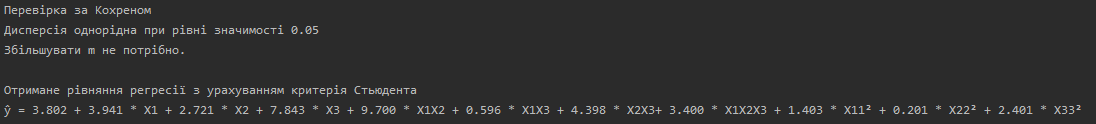 Перевірка за Кохреном
Дисперсія однорідна при рівні значимості 0.05
Збільшувати m не потрібно.
Отримане рівняння регресії з урахуванням критерія Стьюдента
ŷ = 3.802 + 3.941 * X1 + 2.721 * X2 + 7.843 * X3 + 9.700 * X1X2 + 0.596 * X1X3 + 4.398 * X2X3+ 3.400 * X1X2X3 + 1.403 * X11² + 0.201 * X22² + 2.401 * X33²